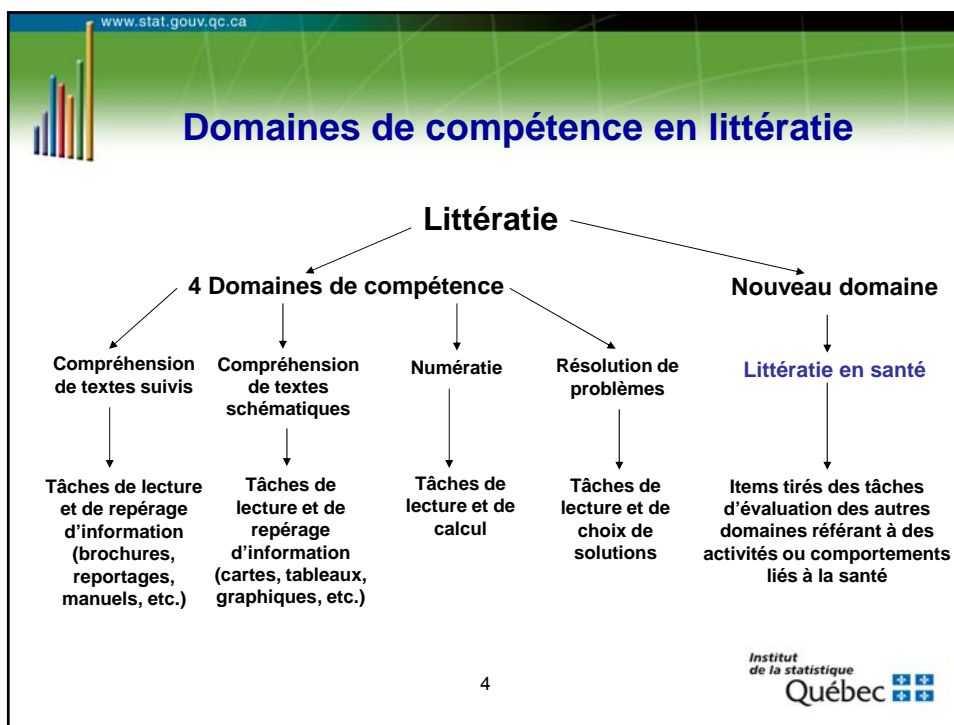 www.stat.gouv.qc.ca
Domaines de compétence en littératie
Littératie
4 Domaines de compétence
Nouveau domaine
Compréhension
de textes suivis
Compréhension
de textes
schématiques
Numératie
Résolution de
problèmes
Littératie en santé
Tâches de lecture
et de repérage
d’information
(brochures,
reportages,
manuels, etc.)
Tâches de
lecture et de
repérage
d’information
(cartes, tableaux,
graphiques, etc.)
Tâches de
lecture et de
calcul
Tâches de
lecture et de
choix de
solutions
Items tirés des tâches
d’évaluation des autres
domaines référant à des
activités ou comportements
liés à la santé
4
Institut
de la statistique
Québec